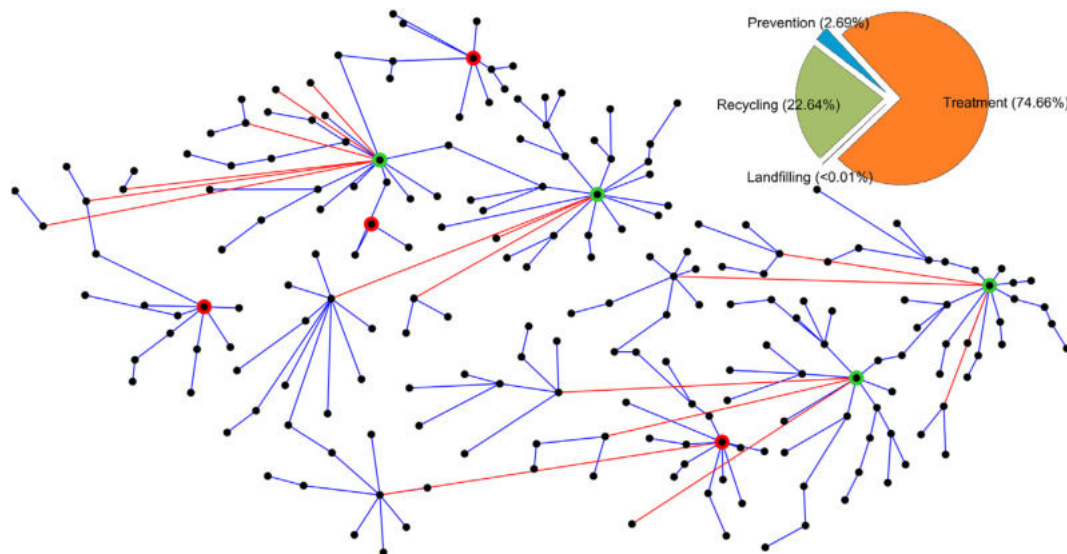 Prevention (2.69%)
Recycling (22.64%)
Treatment (74.66%)
Landfilling (<0.01%)